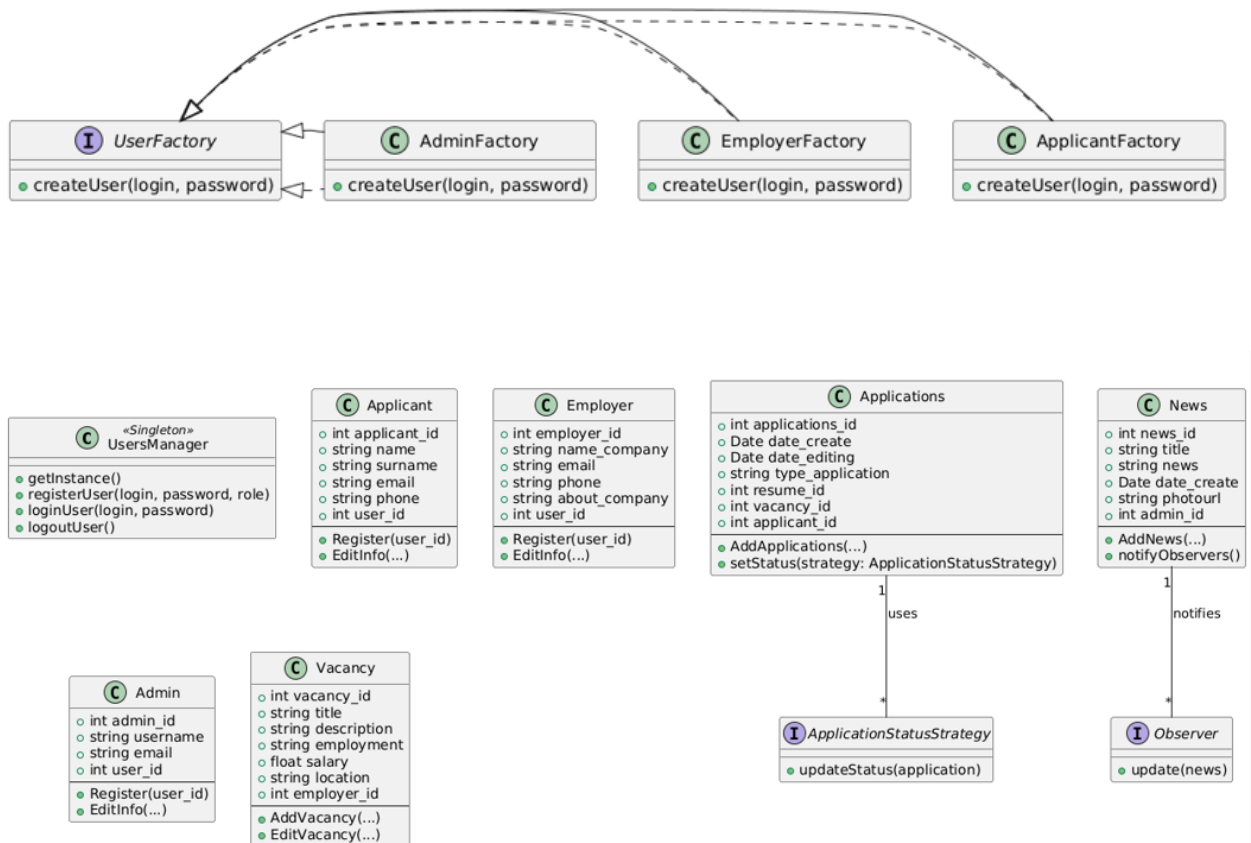 I UserFactory
createUser(login, password)
C AdminFactory
createUser(login, password)
C EmployerFactory
createUser(login, password)
C ApplicantFactory
createUser(login, password)
C «Singleton»
UsersManager
getInstance()
registerUser(login, password, role)
loginUser(login, password)
logoutUser()
C Applicant
int applicant_id
string name
string surname
string email
string phone
int user_id
Register(user_id)
EditInfo(...)
C Employer
int employer_id
string name_company
string email
string phone
string about_company
int user_id
Register(user_id)
EditInfo(...)
C Applications
int applications_id
Date date_create
Date date_editing
string type_application
int resume_id
int vacancy_id
int applicant_id
AddApplications(...)
setStatus(strategy: ApplicationStatusStrategy)
C News
int news_id
string title
string news
Date date_create
string photourl
int admin_id
AddNews(...)
notifyObservers()
1
uses
*
1
notifies
*
C Admin
int admin_id
string username
string email
int user_id
Register(user_id)
EditInfo(...)
C Vacancy
int vacancy_id
string title
string description
string employment
float salary
string location
int employer_id
AddVacancy(...)
EditVacancy(...)
I ApplicationStatusStrategy
updateStatus(application)
I Observer
update(news)